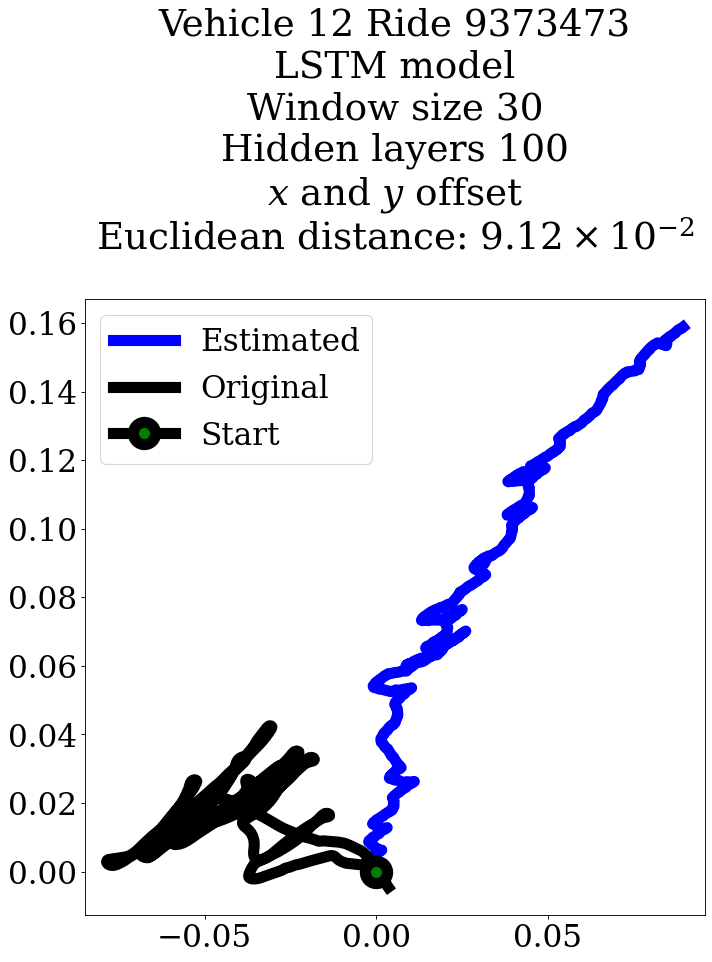 Vehicle 12 Ride 9373473
LSTM model
Window size 30
Hidden layers 100
x and y offset
Euclidean distance: 9.12 × 10⁻²
Estimated
Original
Start
0.16
0.14
0.12
0.10
0.08
0.06
0.04
0.02
0.00
−0.05 0.00 0.05